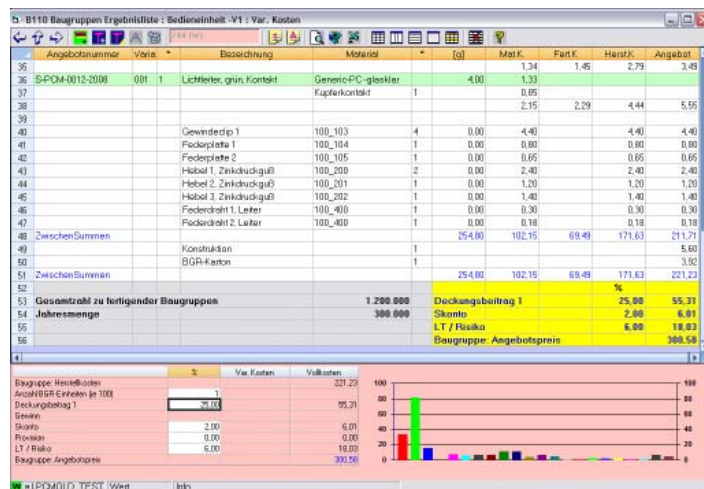 B110 Baugruppen Ergebnisliste : Bedieneinheit -V1 : Var. Kosten
Angebotsnummer Varia * Bezeichnung Material * [g] Mat.K. Fert.K Herst.K Angebot
35 1,34 1,45 2,79 3,49
36 S-PCM-0012-2008 001 1 Lichtleiter, grün, Kontakt Generic-PC-glasklar 4,00 1,33
37 Kupferkontakt 1 0,85
38 2,15 2,29 4,44 5,55
39
40 Gewindeclip 1 100_103 4 0,00 4,40 4,40 4,40
41 Federplatte 1 100_104 1 0,00 0,80 0,80 0,80
42 Federplatte 2 100_105 1 0,00 0,65 0,65 0,65
43 Hebel 1, Zinkdruckguß 100_200 2 0,00 2,40 2,40 2,40
44 Hebel 2, Zinkdruckguß 100_201 1 0,00 1,20 1,20 1,20
45 Hebel 3, Zinkdruckguß 100_202 1 0,00 1,40 1,40 1,40
46 Federdraht 1, Leiter 100_400 1 0,00 0,30 0,30 0,30
47 Federdraht 2, Leiter 100_400 1 0,00 0,18 0,18 0,18
48 ZwischenSummen 254,80 102,15 69,49 171,63 211,71
49 Konstruktion 1 5,60
50 BGR-Karton 1 3,92
51 ZwischenSummen 254,80 102,15 69,49 171,63 221,23
52 %
53 Gesamtzahl zu fertigender Baugruppen 1.200.000 Deckungsbeitrag 1 25,00 55,31
54 Jahresmenge 300.000 Skonto 2,00 6,01
55 LT / Risiko 6,00 18,03
56 Baugruppe: Angebotspreis 300,58
% Var. Kosten Vollkosten
Baugruppe: Herstellkosten 221,23
Anzahl BGR-Einheiten (je 100) 1
Deckungsbeitrag 1 25,00 55,31
Gewinn
Skonto 2,00 6,01
Provision 0,00 0,00
LT / Risiko 6,00 18,03
Baugruppe: Angebotspreis 300,58
100 100
80 80
60 60
40 40
20 20
0 0
PCMOLD_TEST Wert Info